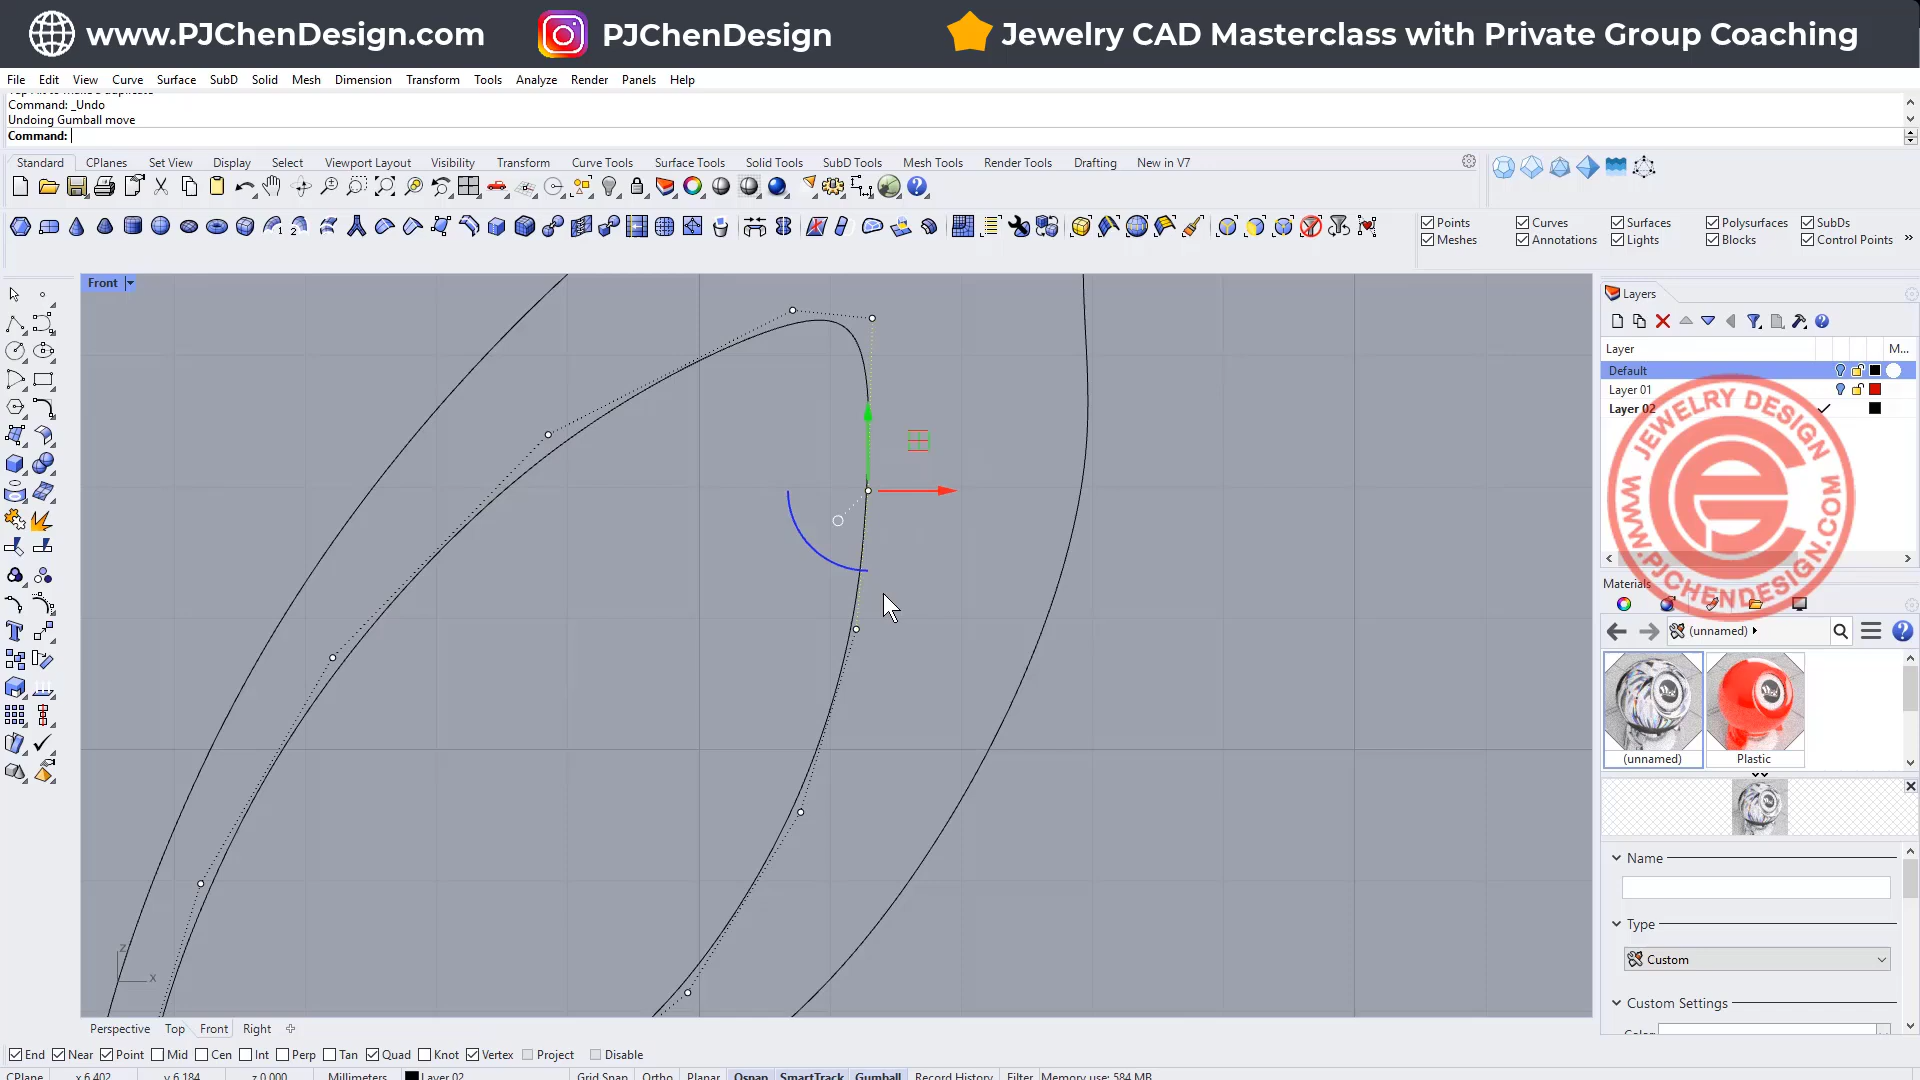 www.PJChenDesign.com PJChenDesign Jewelry CAD Masterclass with Private Group Coaching
File Edit View Curve Surface SubD Solid Mesh Dimension Transform Tools Analyze Render Panels Help
Command: _Undo
Undoing Gumball move
Command:
Standard CPlanes Set View Display Select Viewport Layout Visibility Transform Curve Tools Surface Tools Solid Tools SubD Tools Mesh Tools Render Tools Drafting New in V7
Points Curves Surfaces Polysurfaces SubDs
Meshes Annotations Lights Blocks Control Points
Front
Layers
Layer M...
Default
Layer 01
Layer 02
JEWELRY DESIGN
WWW.PJCHENDESIGN.COM
Materials
(unnamed)
(unnamed) Plastic
Name
Type
Custom
Custom Settings
z
x
Perspective Top Front Right
End Near Point Mid Cen Int Perp Tan Quad Knot Vertex Project Disable
CPlane x 6.402 y 6.184 z 0.000 Millimeters Layer 02 Grid Snap Ortho Planar Osnap SmartTrack Gumball Record History Filter Memory use: 584 MB